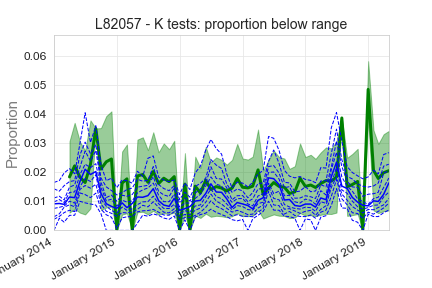 L82057 - K tests: proportion below range
Proportion
0.06
0.05
0.04
0.03
0.02
0.01
0.00
January 2015
January 2016
January 2017
January 2018
January 2019